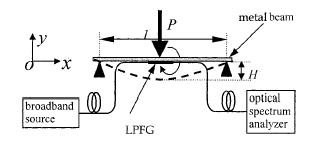 P
metal beam
l
y
O
x
H
broadband
source
LPFG
optical
spectrum
analyzer